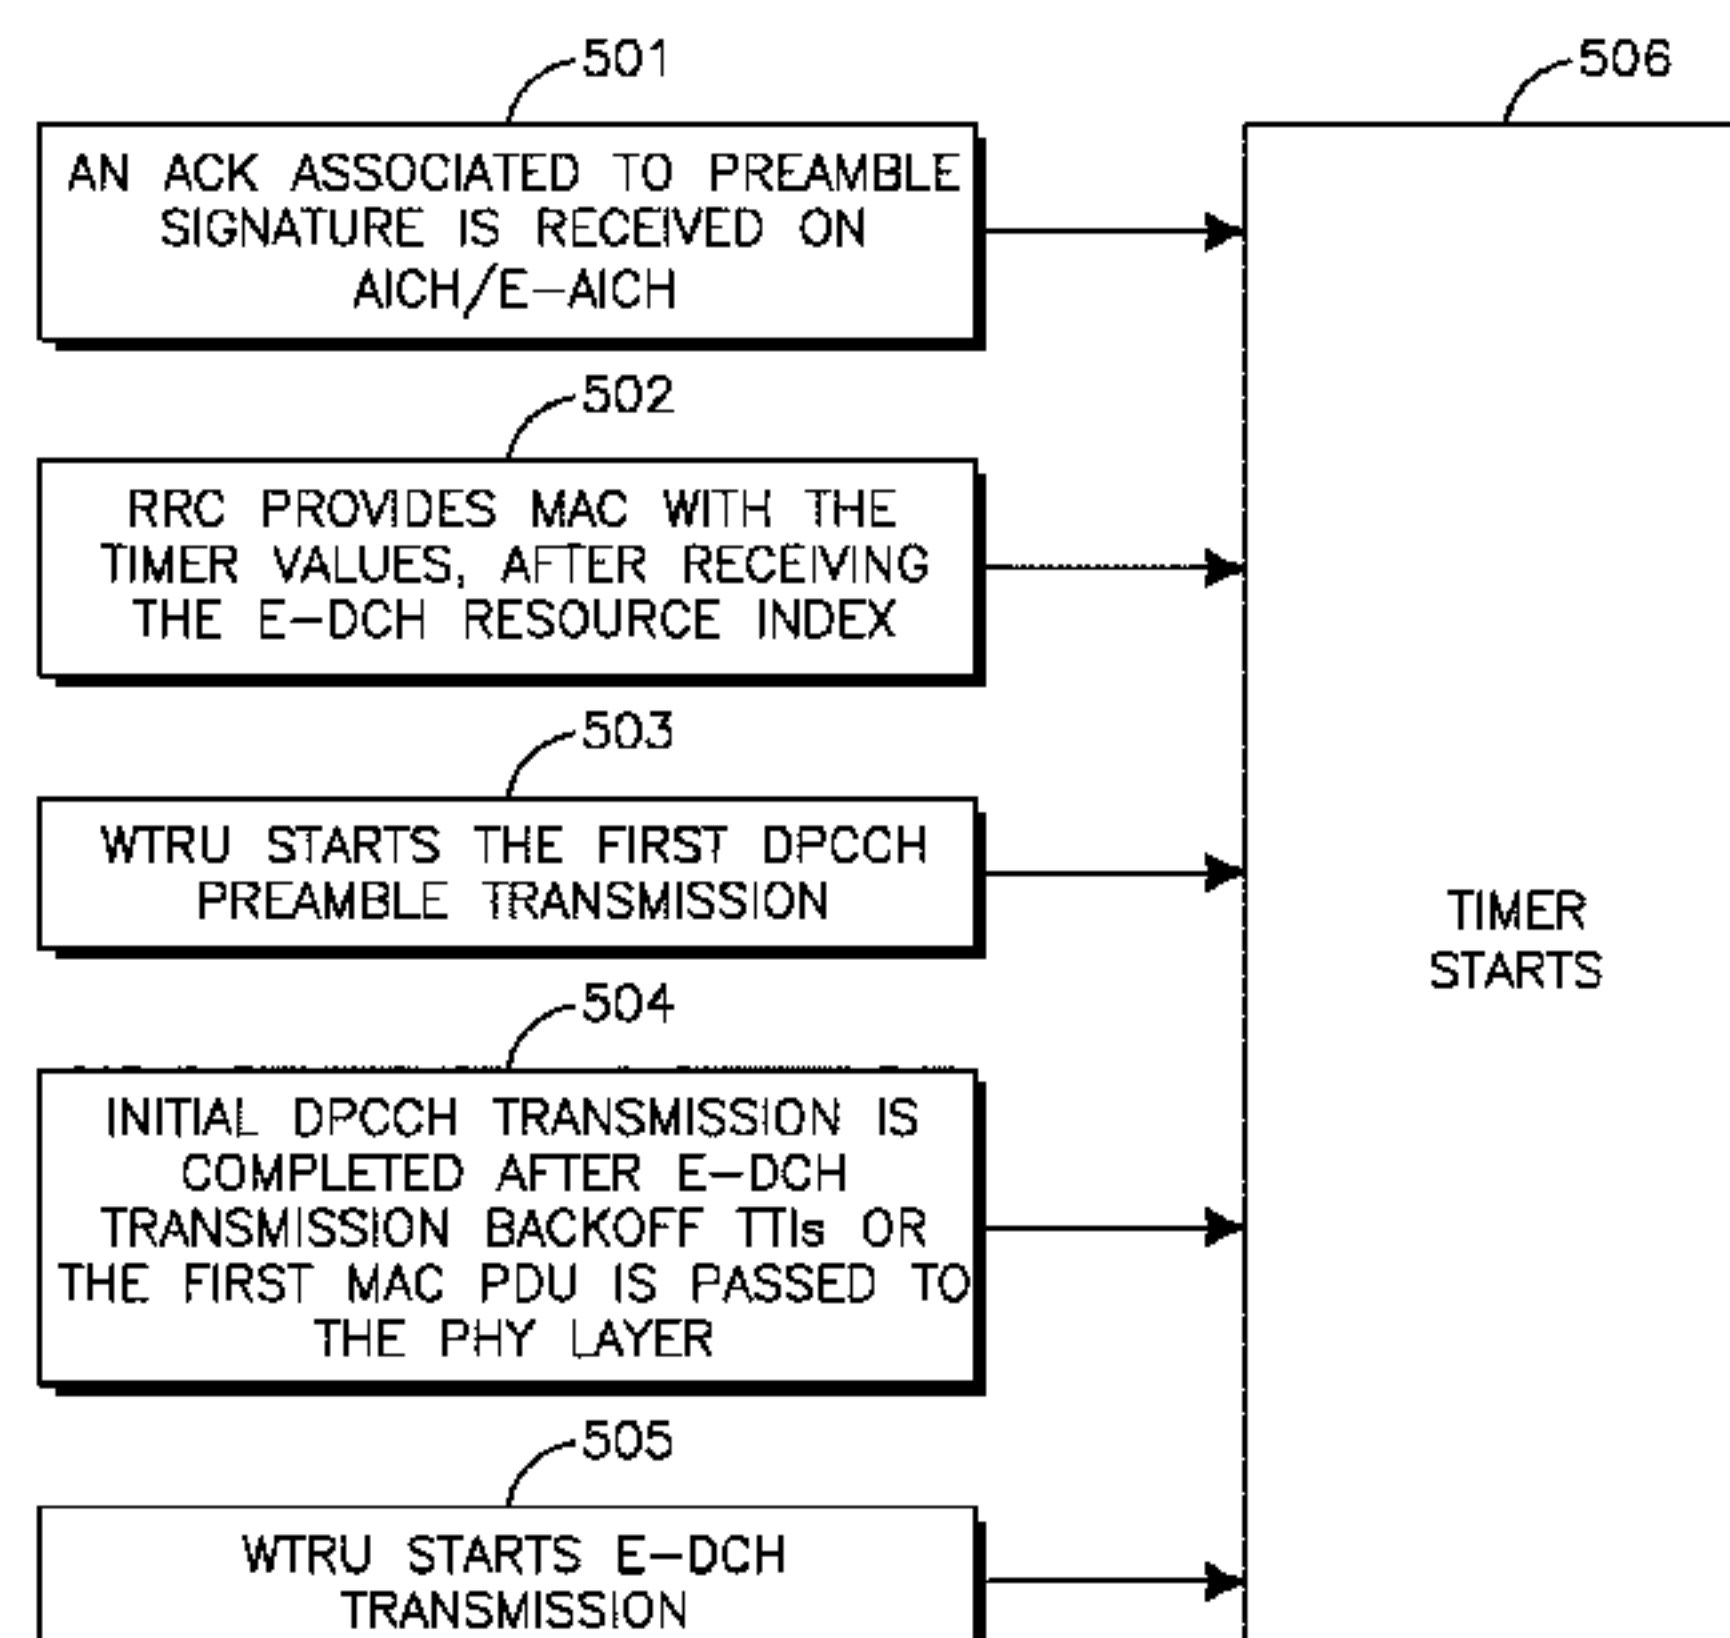 501
506
AN ACK ASSOCIATED TO PREAMBLE
SIGNATURE IS RECEIVED ON
AICH/E-AICH
502
RRC PROVIDES MAC WITH THE
TIMER VALUES, AFTER RECEIVING
THE E-DCH RESOURCE INDEX
503
WTRU STARTS THE FIRST DPCCH
PREAMBLE TRANSMISSION
TIMER
STARTS
504
INITIAL DPCCH TRANSMISSION IS
COMPLETED AFTER E-DCH
TRANSMISSION BACKOFF TTIs OR
THE FIRST MAC PDU IS PASSED TO
THE PHY LAYER
505
WTRU STARTS E-DCH
TRANSMISSION